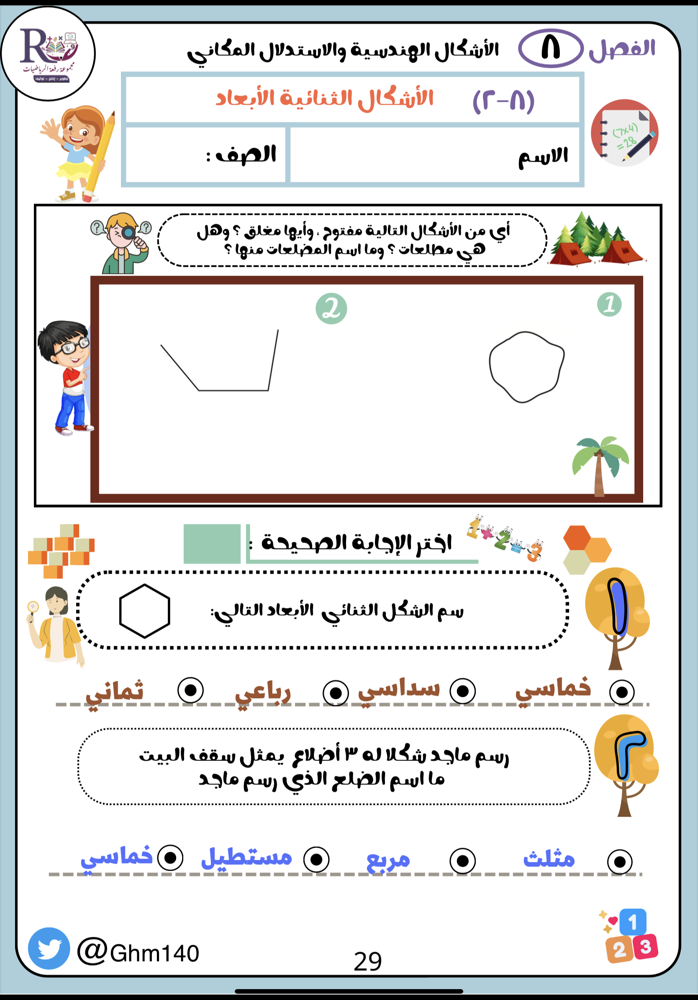 الفصل ٨ الأشكال الهندسية والاستدلال المكاني
R
مجموعة رفعة الرياضيات
تطوير - إنتاج - توثيق
(٨-٢) الأشكال الثنائية الأبعاد
الاسم
الصف :
(7x4)
=28
أي من الأشكال التالية مفتوح ، وأيها مغلق ؟ وهل
هي مطلعات ؟ وما اسم المضلعات منها ؟
? ?
1
2
1+2=3
اختر الإجابة الصحيحة :
١
سم الشكل الثنائي الأبعاد التالي:
خماسي سداسي رباعي ثماني
٢
رسم ماجد شكلا له ٣ أضلاع يمثل سقف البيت
ما اسم الضلع الذي رسم ماجد
مثلث مربع مستطيل خماسي
1
2 3
@Ghm140
29